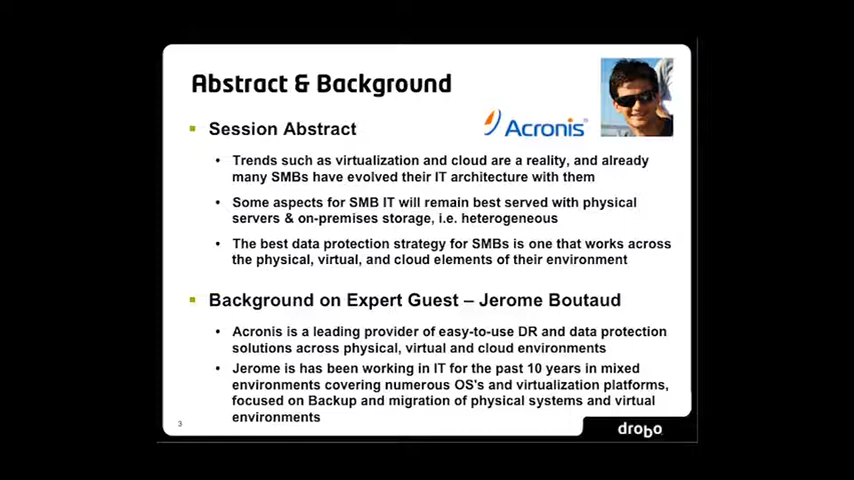 Abstract & Background
Acronis
Session Abstract
• Trends such as virtualization and cloud are a reality, and already
many SMBs have evolved their IT architecture with them
• Some aspects for SMB IT will remain best served with physical
servers & on-premises storage, i.e. heterogeneous
• The best data protection strategy for SMBs is one that works across
the physical, virtual, and cloud elements of their environment
Background on Expert Guest – Jerome Boutaud
• Acronis is a leading provider of easy-to-use DR and data protection
solutions across physical, virtual and cloud environments
• Jerome is has been working in IT for the past 10 years in mixed
environments covering numerous OS's and virtualization platforms,
focused on Backup and migration of physical systems and virtual
environments
3
drobo